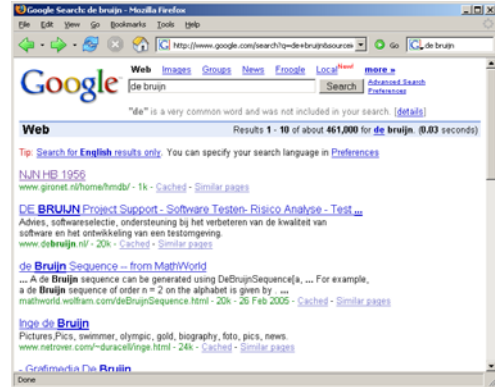 Google Search: de bruijn - Mozilla Firefox
File Edit View Go Bookmarks Tools Help
http://www.google.com/search?q=de+bruijn&sourcei Go de bruijn
Google
Web Images Groups News Froogle Local New! more »
de bruijn Search Advanced Search
Preferences
"de" is a very common word and was not included in your search. [details]
Web Results 1 - 10 of about 461,000 for de bruijn. (0.03 seconds)
Tip: Search for English results only. You can specify your search language in Preferences
NJN HB 1956
www.gironet.nl/home/hmdb/ - 1k - Cached - Similar pages
DE BRUIJN Project Support - Software Testen- Risico Analyse - Test ...
Advies, softwareselectie, ondersteuning bij het verbeteren van de kwaliteit van
software en het ontwikkeling van een testomgeving.
www.debruijn.nl/ - 20k - Cached - Similar pages
de Bruijn Sequence -- from MathWorld
... A de Bruijn sequence can be generated using DeBruijnSequence[a, ... For example,
a de Bruijn sequence of order n = 2 on the alphabet is given by . ...
mathworld.wolfram.com/deBruijnSequence.html - 20k - 26 Feb 2005 - Cached - Similar pages
Inge de Bruijn
Pictures,Pics, swimmer, olympic, gold, biography, foto, pics, news.
www.netrover.com/~duracell/inge.html - 24k - Cached - Similar pages
- Grafimedia De Bruijn
Done